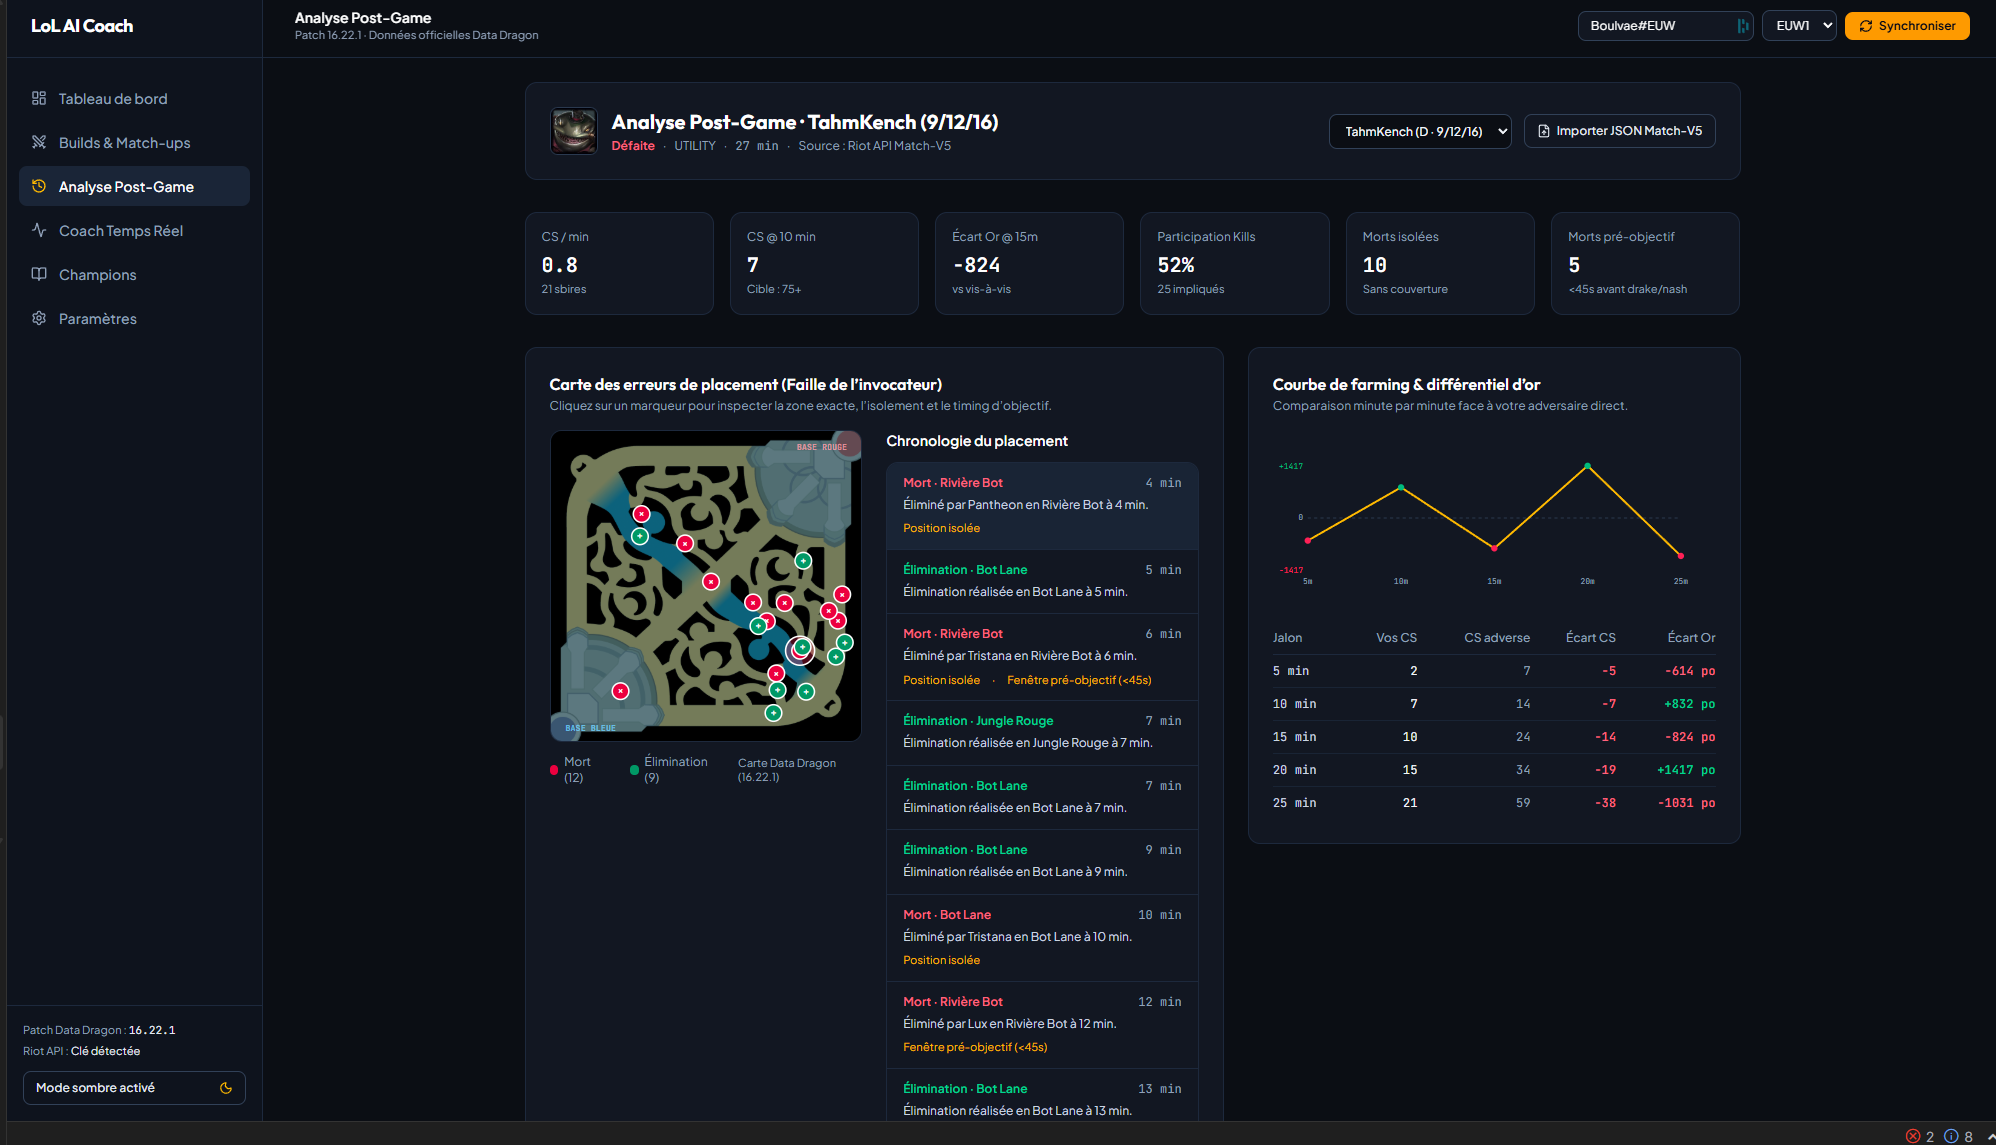 LoL AI Coach
Tableau de bord
Builds & Match-ups
Analyse Post-Game
Coach Temps Réel
Champions
Paramètres
Patch Data Dragon : 16.22.1
Riot API : Clé détectée
Mode sombre activé
Analyse Post-Game
Patch 16.22.1 · Données officielles Data Dragon
Boulvae#EUW
EUW1
Synchroniser
Analyse Post-Game · TahmKench (9/12/16)
Défaite · UTILITY · 27 min · Source : Riot API Match-V5
TahmKench (D · 9/12/16)
Importer JSON Match-V5
CS / min
0.8
21 sbires
CS @ 10 min
7
Cible : 75+
Écart Or @ 15m
-824
vs vis-à-vis
Participation Kills
52%
25 impliqués
Morts isolées
10
Sans couverture
Morts pré-objectif
5
<45s avant drake/nash
Carte des erreurs de placement (Faille de l'invocateur)
Cliquez sur un marqueur pour inspecter la zone exacte, l'isolement et le timing d'objectif.
BASE ROUGE
BASE BLEUE
Mort (12)
Élimination (9)
Carte Data Dragon (16.22.1)
Chronologie du placement
Mort · Rivière Bot 4 min
Éliminé par Pantheon en Rivière Bot à 4 min.
Position isolée
Élimination · Bot Lane 5 min
Élimination réalisée en Bot Lane à 5 min.
Mort · Rivière Bot 6 min
Éliminé par Tristana en Rivière Bot à 6 min.
Position isolée · Fenêtre pré-objectif (<45s)
Élimination · Jungle Rouge 7 min
Élimination réalisée en Jungle Rouge à 7 min.
Élimination · Bot Lane 7 min
Élimination réalisée en Bot Lane à 7 min.
Élimination · Bot Lane 9 min
Élimination réalisée en Bot Lane à 9 min.
Mort · Bot Lane 10 min
Éliminé par Tristana en Bot Lane à 10 min.
Position isolée
Mort · Rivière Bot 12 min
Éliminé par Lux en Rivière Bot à 12 min.
Fenêtre pré-objectif (<45s)
Élimination · Bot Lane 13 min
Élimination réalisée en Bot Lane à 13 min.
Courbe de farming & différentiel d'or
Comparaison minute par minute face à votre adversaire direct.
+1417
0
-1417
5m 10m 15m 20m 25m
Jalon Vos CS CS adverse Écart CS Écart Or
5 min 2 7 -5 -614 po
10 min 7 14 -7 +832 po
15 min 10 24 -14 -824 po
20 min 15 34 -19 +1417 po
25 min 21 59 -38 -1031 po
2 8